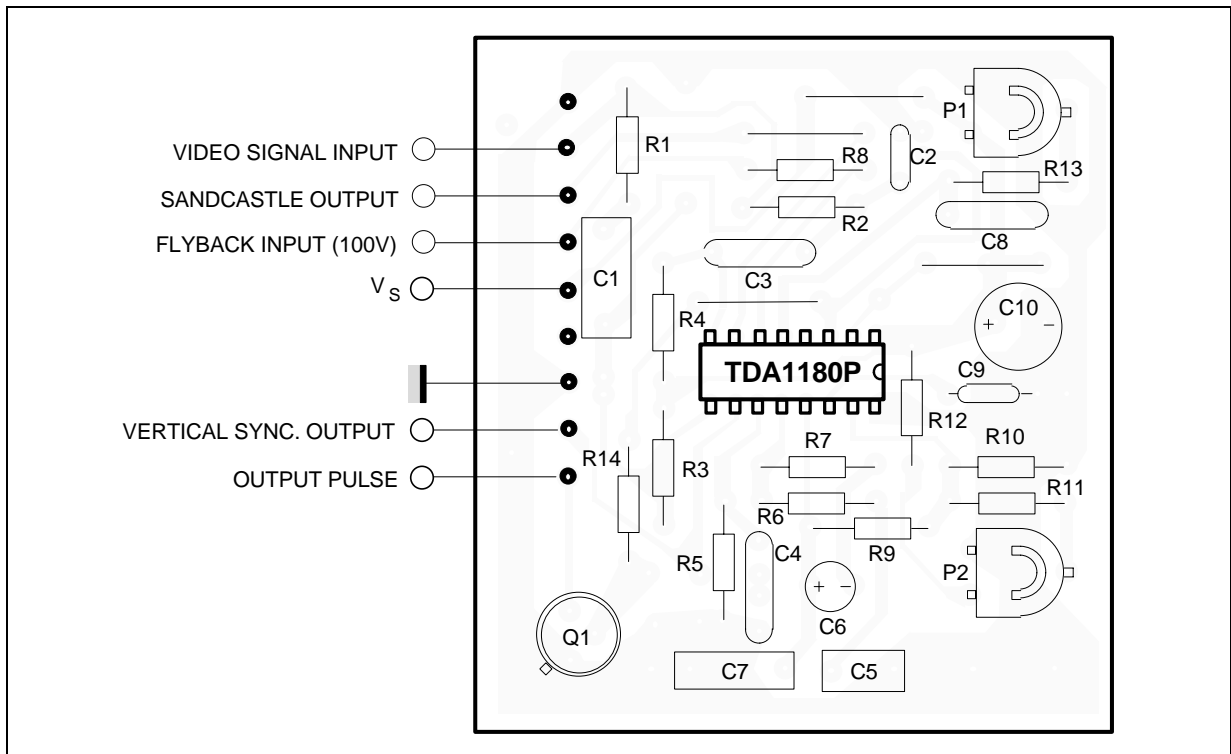 P1
VIDEO SIGNAL INPUT
R1
R8
C2
R13
SANDCASTLE OUTPUT
R2
C8
FLYBACK INPUT (100V)
C1
C3
V S
R4
C10
+ −
TDA1180P
C9
R12
VERTICAL SYNC. OUTPUT
R7
R10
R14
R3
OUTPUT PULSE
R11
R6
R9
C4
R5
P2
+ −
C6
Q1
C7
C5